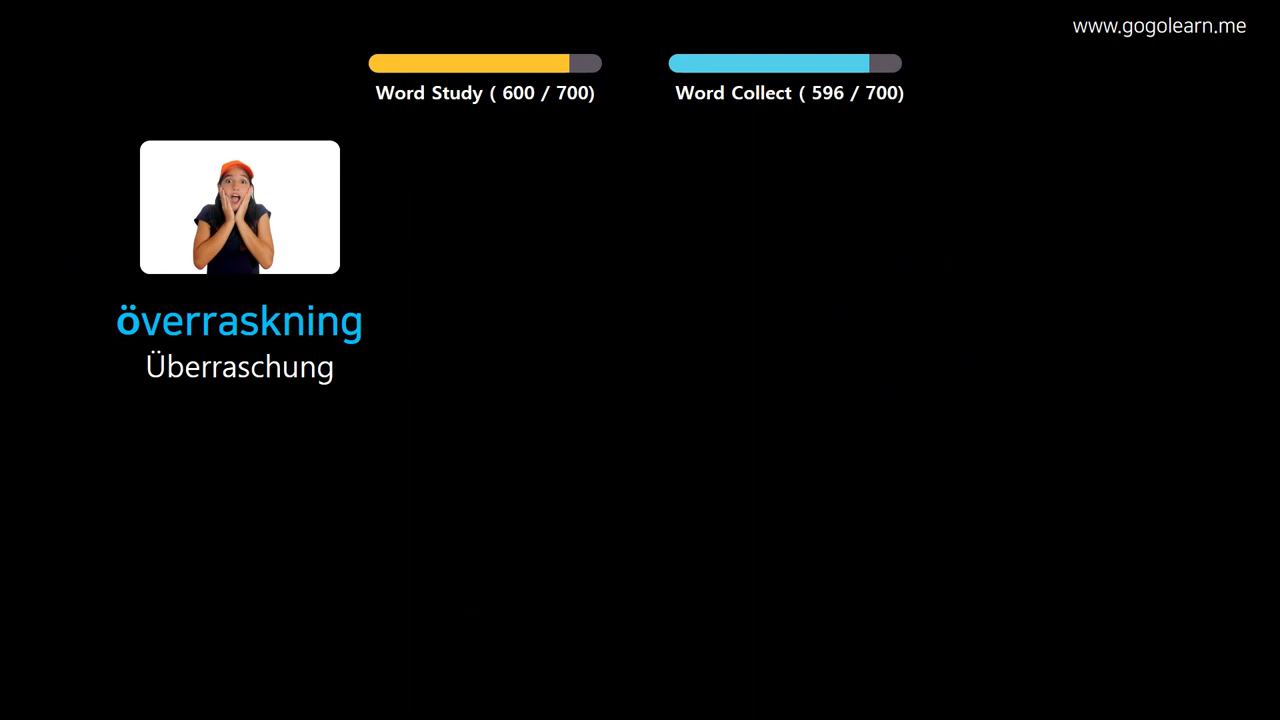 www.gogolearn.me
Word Study ( 600 / 700)
Word Collect ( 596 / 700)
överraskning
Überraschung